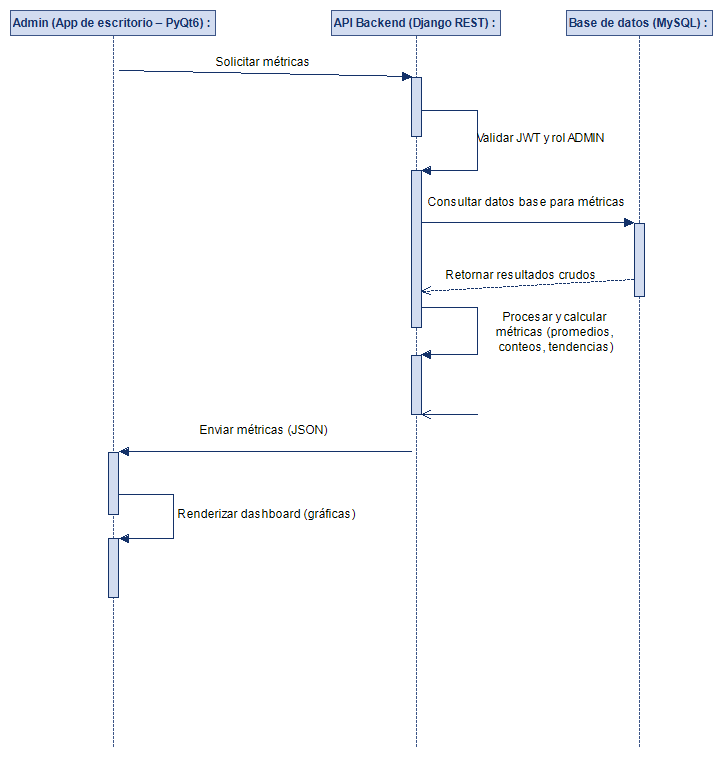 Admin (App de escritorio – PyQt6) :
API Backend (Django REST) :
Base de datos (MySQL) :
Solicitar métricas
Validar JWT y rol ADMIN
Consultar datos base para métricas
Retornar resultados crudos
Procesar y calcular
métricas (promedios,
conteos, tendencias)
Enviar métricas (JSON)
Renderizar dashboard (gráficas)